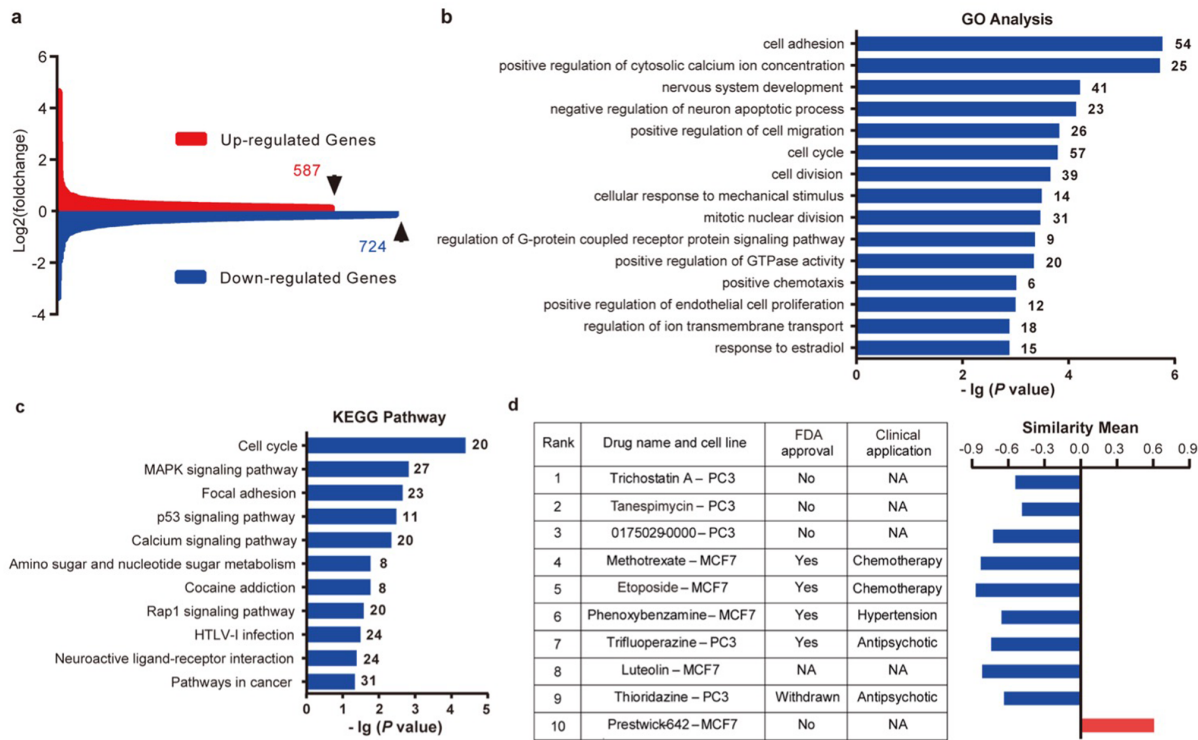 a
6
4
2
0
-2
-4
Log2(foldchange)
Up-regulated Genes
587
724
Down-regulated Genes
b
GO Analysis
cell adhesion 54
positive regulation of cytosolic calcium ion concentration 25
nervous system development 41
negative regulation of neuron apoptotic process 23
positive regulation of cell migration 26
cell cycle 57
cell division 39
cellular response to mechanical stimulus 14
mitotic nuclear division 31
regulation of G-protein coupled receptor protein signaling pathway 9
positive regulation of GTPase activity 20
positive chemotaxis 6
positive regulation of endothelial cell proliferation 12
regulation of ion transmembrane transport 18
response to estradiol 15
0 2 4 6
- lg (P value)
c
KEGG Pathway
Cell cycle 20
MAPK signaling pathway 27
Focal adhesion 23
p53 signaling pathway 11
Calcium signaling pathway 20
Amino sugar and nucleotide sugar metabolism 8
Cocaine addiction 8
Rap1 signaling pathway 20
HTLV-I infection 24
Neuroactive ligand-receptor interaction 24
Pathways in cancer 31
0 1 2 3 4 5
- lg (P value)
d
Rank Drug name and cell line FDA approval Clinical application
1 Trichostatin A – PC3 No NA
2 Tanespimycin – PC3 No NA
3 0175029-0000 – PC3 No NA
4 Methotrexate – MCF7 Yes Chemotherapy
5 Etoposide – MCF7 Yes Chemotherapy
6 Phenoxybenzamine – MCF7 Yes Hypertension
7 Trifluoperazine – PC3 Yes Antipsychotic
8 Luteolin – MCF7 NA NA
9 Thioridazine – PC3 Withdrawn Antipsychotic
10 Prestwick-642 – MCF7 No NA
Similarity Mean
-0.9 -0.6 -0.3 0.0 0.3 0.6 0.9